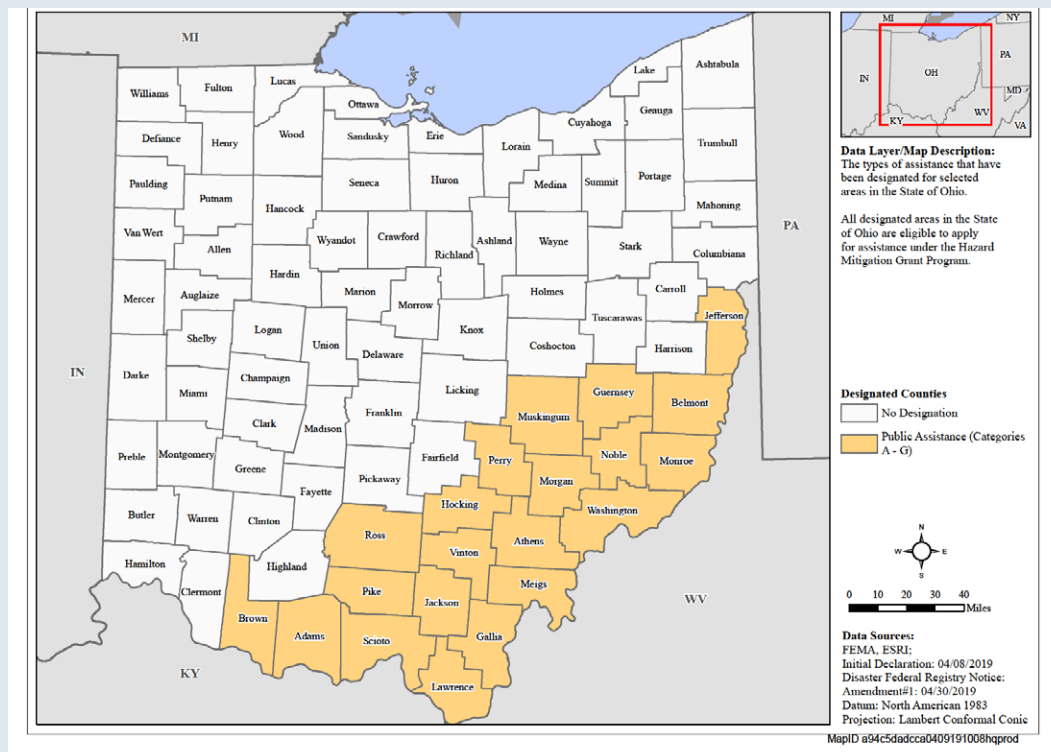 MI
Williams
Fulton
Lucas
Ottawa
Lake
Ashtabula
Geauga
Cuyahoga
Defiance
Henry
Wood
Sandusky
Erie
Lorain
Trumbull
Paulding
Putnam
Seneca
Huron
Medina
Summit
Portage
Mahoning
Hancock
Van Wert
Allen
Wyandot
Crawford
Richland
Ashland
Wayne
Stark
Columbiana
PA
Hardin
Mercer
Auglaize
Marion
Morrow
Holmes
Carroll
Jefferson
Tuscarawas
Knox
Logan
Union
Shelby
Delaware
Coshocton
Harrison
IN
Darke
Miami
Champaign
Licking
Guernsey
Belmont
Clark
Madison
Franklin
Muskingum
Preble
Montgomery
Greene
Fairfield
Perry
Noble
Monroe
Fayette
Pickaway
Morgan
Butler
Warren
Clinton
Hocking
Washington
Ross
Athens
Hamilton
Highland
Vinton
Clermont
Pike
Meigs
Jackson
WV
Brown
Adams
Scioto
Gallia
KY
Lawrence
MI
NY
IN
OH
PA
MD
WV
KY
VA
Data Layer/Map Description:
The types of assistance that have
been designated for selected
areas in the State of Ohio.
All designated areas in the State
of Ohio are eligible to apply
for assistance under the Hazard
Mitigation Grant Program.
Designated Counties
No Designation
Public Assistance (Categories
A - G)
N
W E
S
0 10 20 30 40
Miles
Data Sources:
FEMA, ESRI;
Initial Declaration: 04/08/2019
Disaster Federal Registry Notice:
Amendment#1: 04/30/2019
Datum: North American 1983
Projection: Lambert Conformal Conic
MapID a94c5dadcca0409191008hqprod